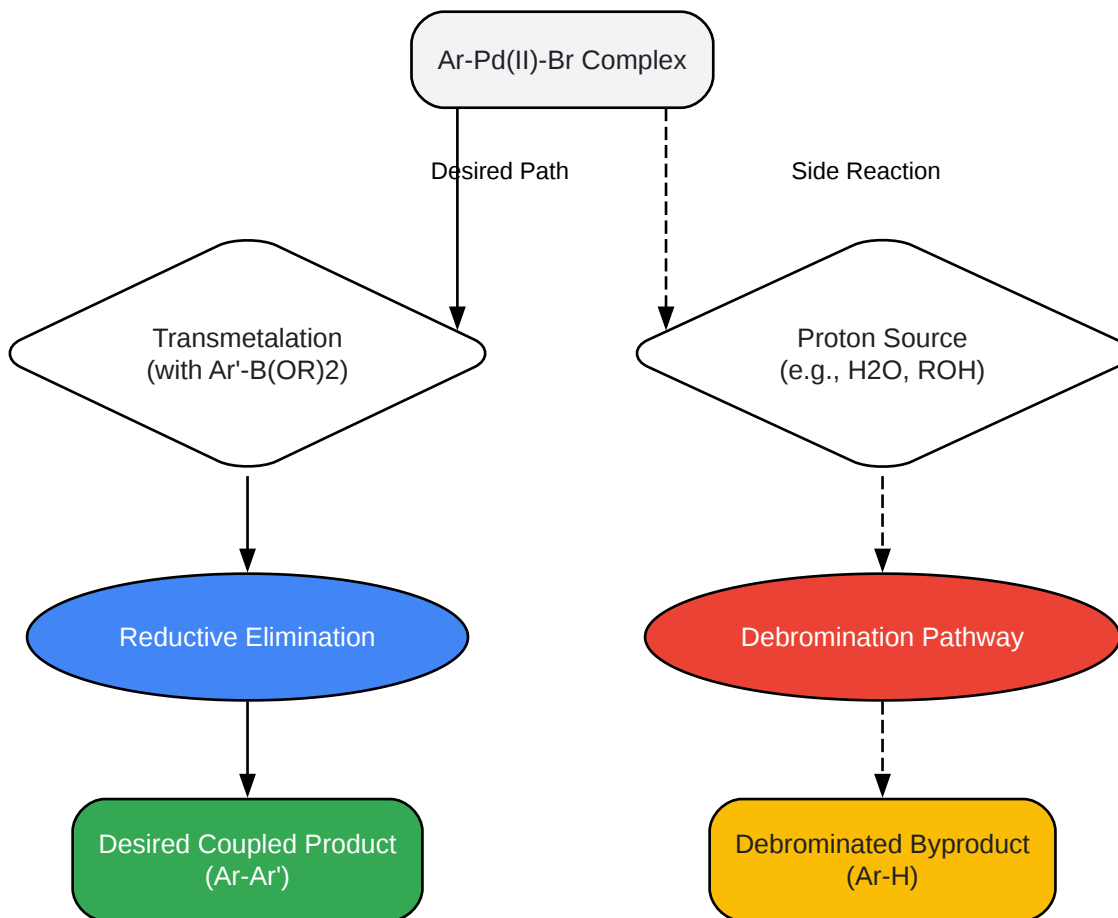 Ar-Pd(II)-Br Complex
Desired Path
Side Reaction
Transmetalation
(with Ar'-B(OR)2)
Proton Source
(e.g., H2O, ROH)
Reductive Elimination
Debromination Pathway
Desired Coupled Product
(Ar-Ar')
Debrominated Byproduct
(Ar-H)